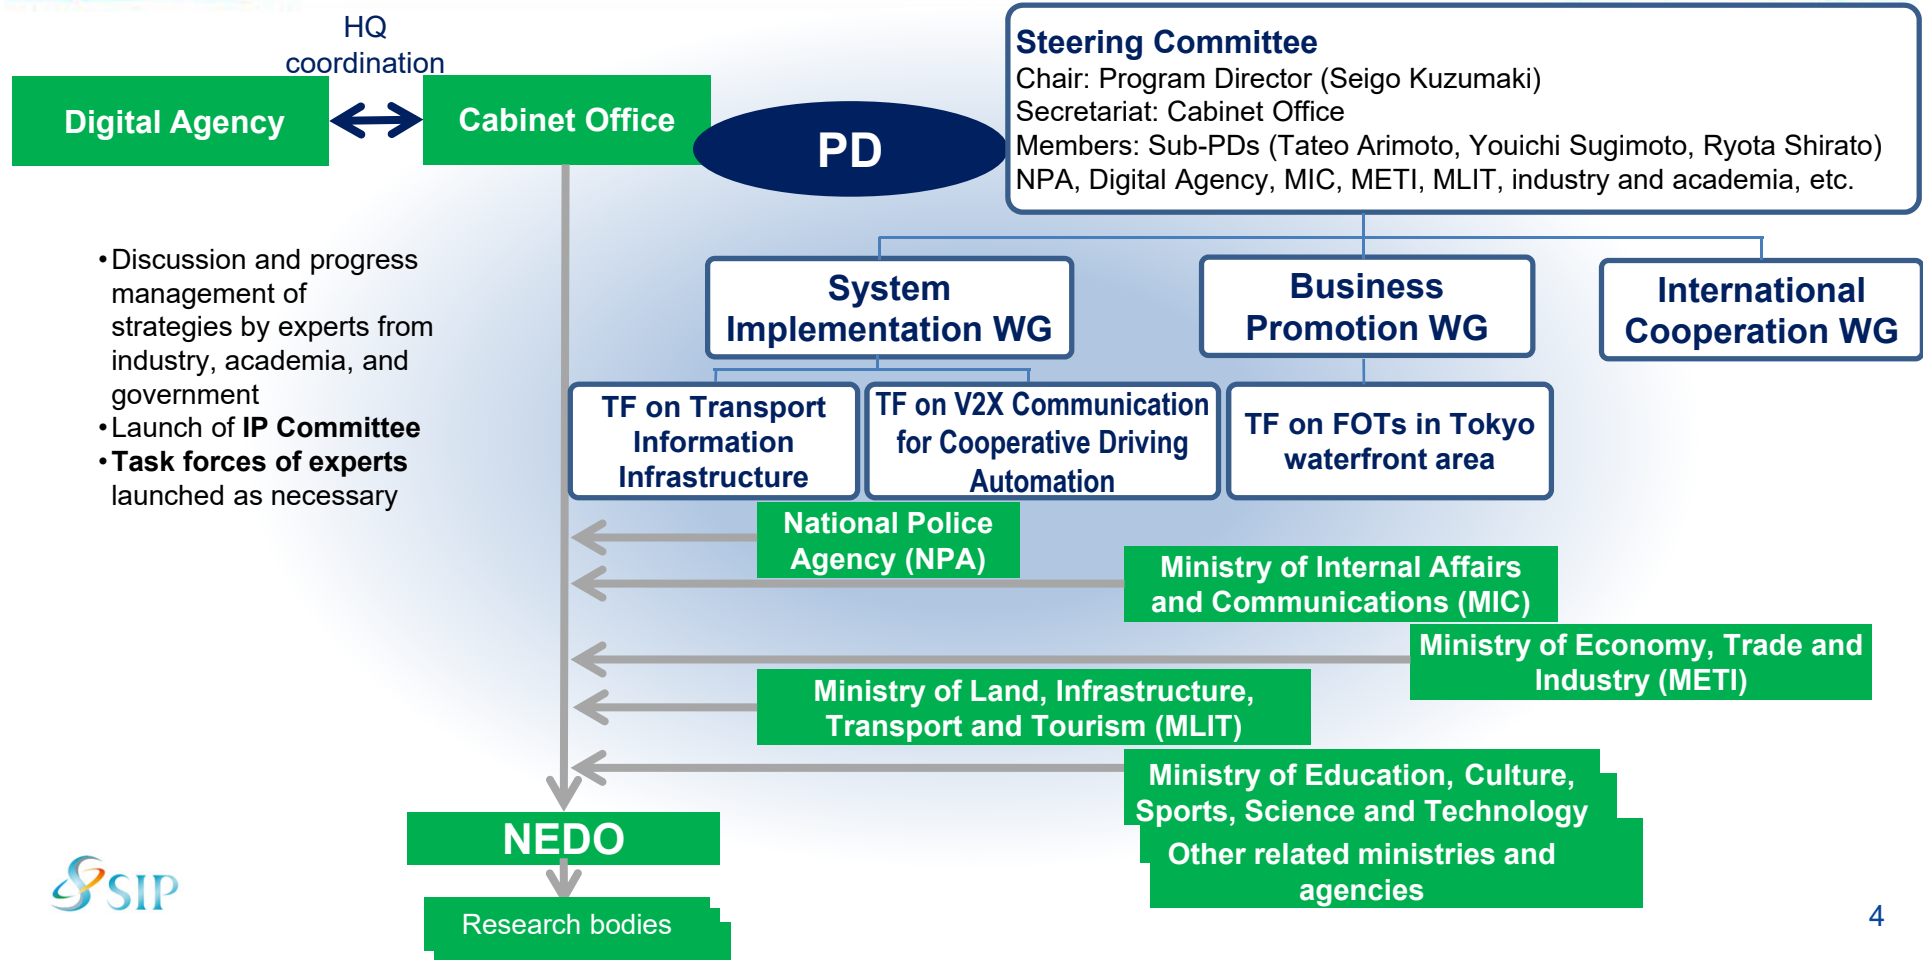 HQ
coordination
Digital Agency
Cabinet Office
PD
Steering Committee
Chair: Program Director (Seigo Kuzumaki)
Secretariat: Cabinet Office
Members: Sub-PDs (Tateo Arimoto, Youichi Sugimoto, Ryota Shirato)
NPA, Digital Agency, MIC, METI, MLIT, industry and academia, etc.
•Discussion and progress
management of
strategies by experts from
industry, academia, and
government
•Launch of IP Committee
•Task forces of experts
launched as necessary
System
Implementation WG
Business
Promotion WG
International
Cooperation WG
TF on Transport
Information
Infrastructure
TF on V2X Communication
for Cooperative Driving
Automation
TF on FOTs in Tokyo
waterfront area
National Police
Agency (NPA)
Ministry of Internal Affairs
and Communications (MIC)
Ministry of Economy, Trade and
Industry (METI)
Ministry of Land, Infrastructure,
Transport and Tourism (MLIT)
Ministry of Education, Culture,
Sports, Science and Technology
Other related ministries and
agencies
NEDO
Research bodies
SIP
4